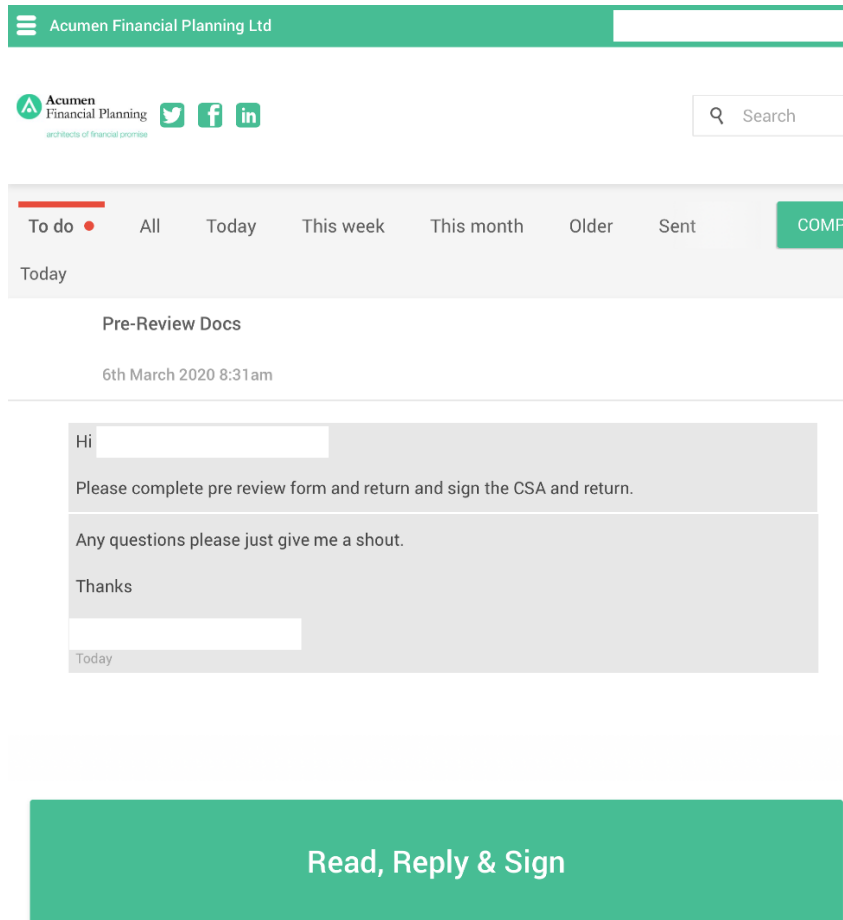 Acumen Financial Planning Ltd
Acumen
Financial Planning
architects of financial promise
Search
To do All Today This week This month Older Sent COMP
Today
Pre-Review Docs
6th March 2020 8:31am
Hi
Please complete pre review form and return and sign the CSA and return.
Any questions please just give me a shout.
Thanks
Today
Read, Reply & Sign